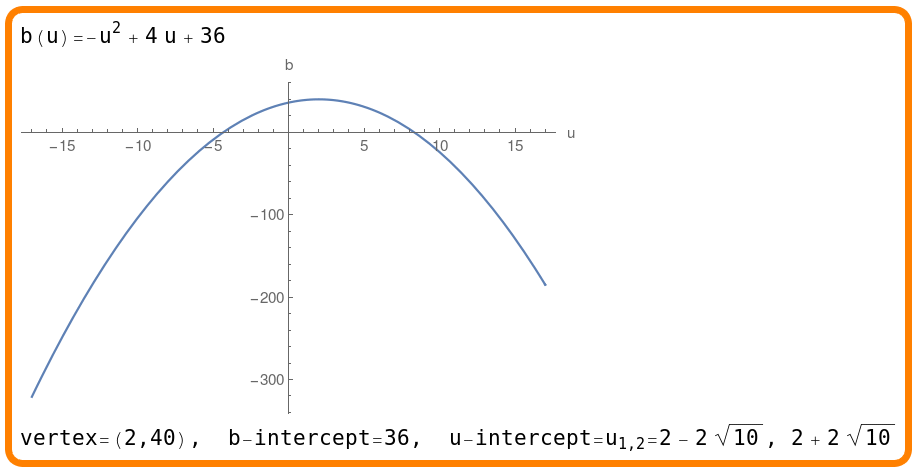 b(u)=-u² + 4 u + 36
b
u
-15 -10 -5 5 10 15
-100
-200
-300
vertex=(2,40), b-intercept=36, u-intercept=u₁,₂=2 - 2 √10, 2 + 2 √10